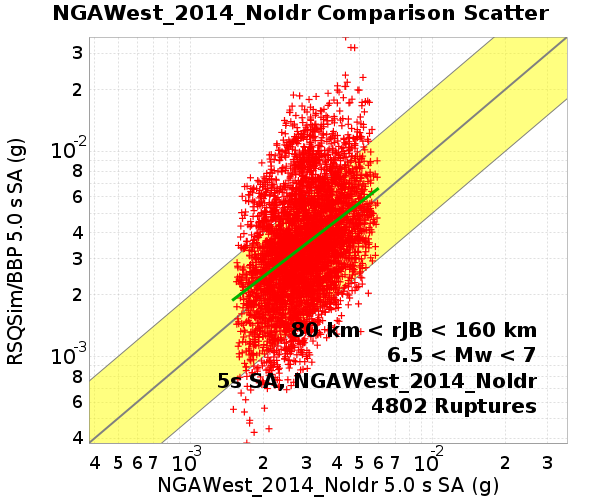 NGAWest_2014_NoIdr Comparison Scatter
RSQSim/BBP 5.0 s SA (g)
3
2
10-2
8
6
4
3
2
10-3
8
6
4
80 km < rJB < 160 km
6.5 < Mw < 7
5s SA, NGAWest_2014_NoIdr
4802 Ruptures
4 5 6 7 10-3 2 3 4 5 6 7 10-2 2 3
NGAWest_2014_NoIdr 5.0 s SA (g)